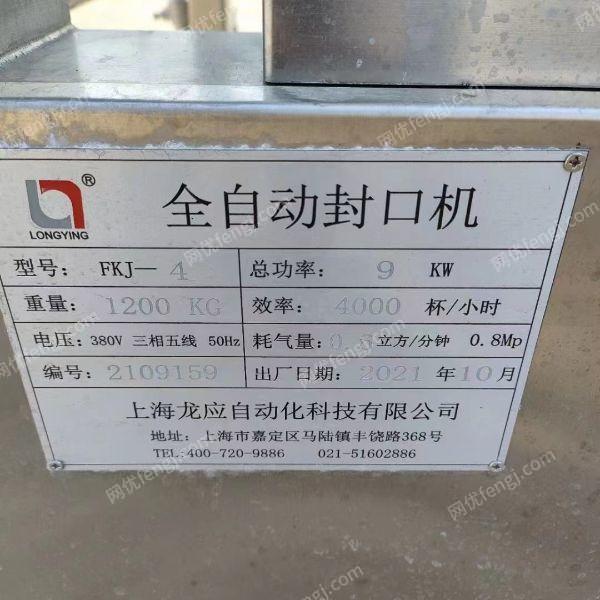 LONGYING
®
全自动封口机
型号: FKJ—4 总功率: 9 KW
重量: 1200 KG 效率: 4000 杯/小时
电压: 380V 三相五线 50Hz 耗气量: 立方/分钟 0.8Mp
编号: 2109159 出厂日期: 2021 年 10 月
上海龙应自动化科技有限公司
地址: 上海市嘉定区马陆镇丰饶路368号
TEL:400-720-9886 021-51602886
网优fengj.com